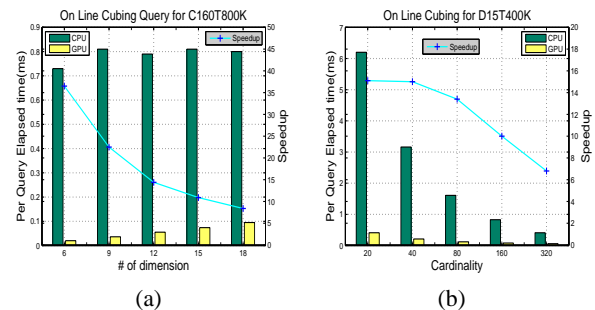 On Line Cubing Query for C160T800K
CPU
GPU
Speedup
Per Query Elapsed time(ms)
0.9
0.8
0.7
0.6
0.5
0.4
0.3
0.2
0.1
0
50
45
40
35
30
25
20
15
10
5
0
Speedup
6 9 12 15 18
# of dimension
(a)
On Line Cubing for D15T400K
Speedup
CPU
GPU
Per Query Elapsed time(ms)
7
6
5
4
3
2
1
0
20
18
16
14
12
10
8
6
4
2
0
Speedup
20 40 80 160 320
Cardinality
(b)